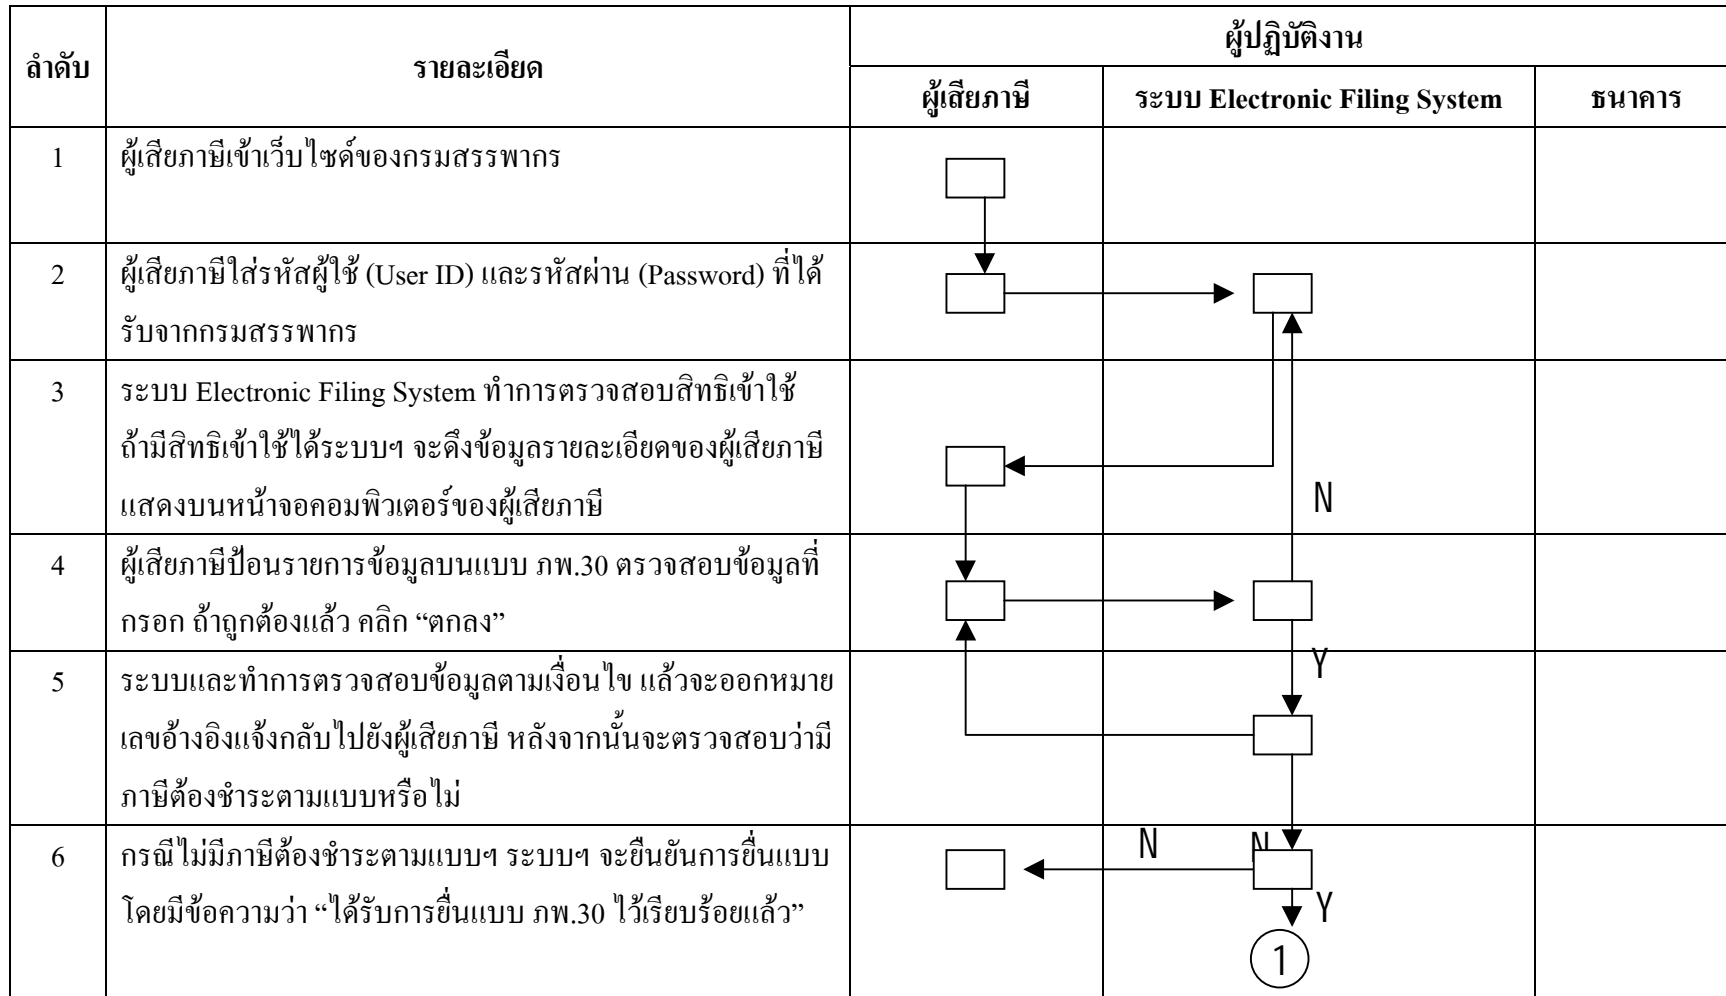 ลำดับ
รายละเอียด
ผู้ปฏิบัติงาน
ผู้เสียภาษี
ระบบ Electronic Filing System
ธนาคาร
1
ผู้เสียภาษีเข้าเว็บไซด์ของกรมสรรพากร
2
ผู้เสียภาษีใส่รหัสผู้ใช้ (User ID) และรหัสผ่าน (Password) ที่ได้
รับจากกรมสรรพากร
3
ระบบ Electronic Filing System ทำการตรวจสอบสิทธิเข้าใช้
ถ้ามีสิทธิเข้าใช้ได้ระบบฯ จะดึงข้อมูลรายละเอียดของผู้เสียภาษี
แสดงบนหน้าจอคอมพิวเตอร์ของผู้เสียภาษี
N
4
ผู้เสียภาษีป้อนรายการข้อมูลบนแบบ ภพ.30 ตรวจสอบข้อมูลที่
กรอก ถ้าถูกต้องแล้ว คลิก “ตกลง”
Y
5
ระบบและทำการตรวจสอบข้อมูลตามเงื่อนไข แล้วจะออกหมาย
เลขอ้างอิงแจ้งกลับไปยังผู้เสียภาษี หลังจากนั้นจะตรวจสอบว่ามี
ภาษีต้องชำระตามแบบหรือไม่
6
กรณีไม่มีภาษีต้องชำระตามแบบฯ ระบบฯ จะยืนยันการยื่นแบบ
โดยมีข้อความว่า “ได้รับการยื่นแบบ ภพ.30 ไว้เรียบร้อยแล้ว”
N
N
Y
1